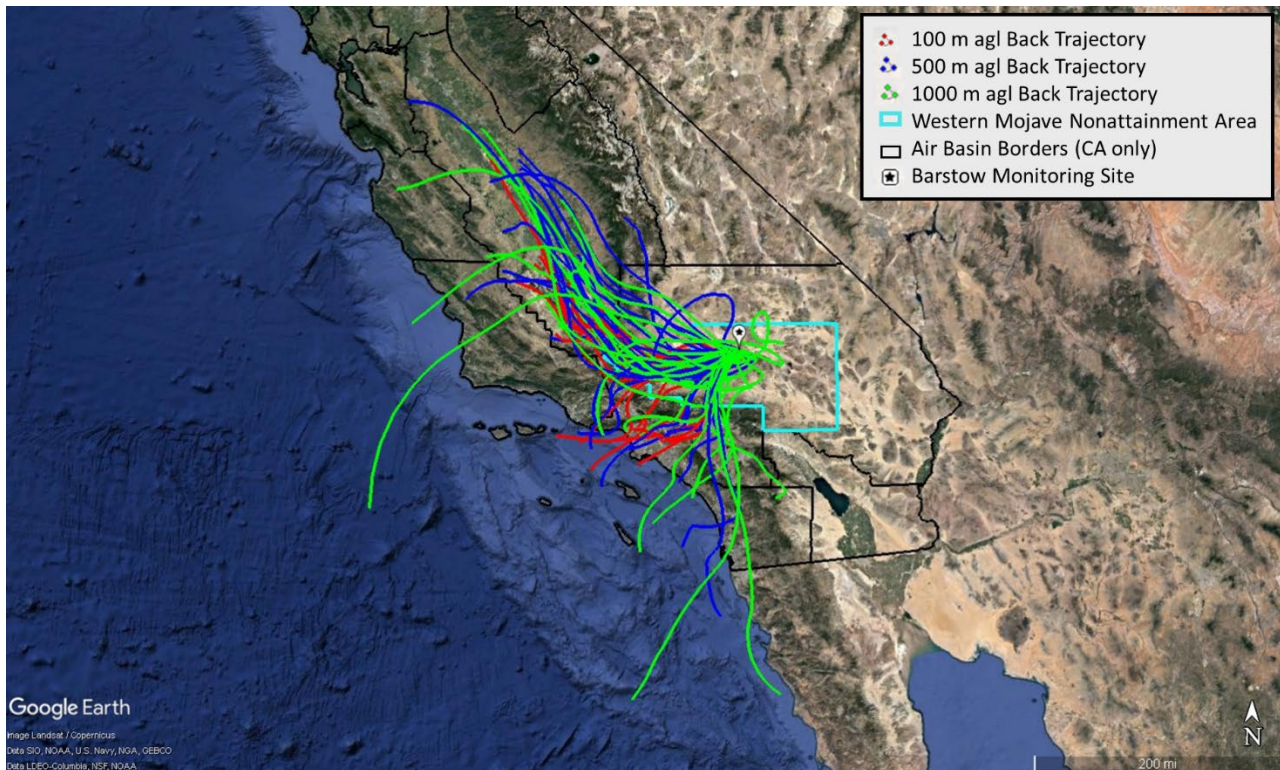 100 m agl Back Trajectory
500 m agl Back Trajectory
1000 m agl Back Trajectory
Western Mojave Nonattainment Area
Air Basin Borders (CA only)
Barstow Monitoring Site
Google Earth
Image Landsat / Copernicus
Data SIO, NOAA, U.S. Navy, NGA, GEBCO
Data LDEO-Columbia, NSF, NOAA
N
200 mi